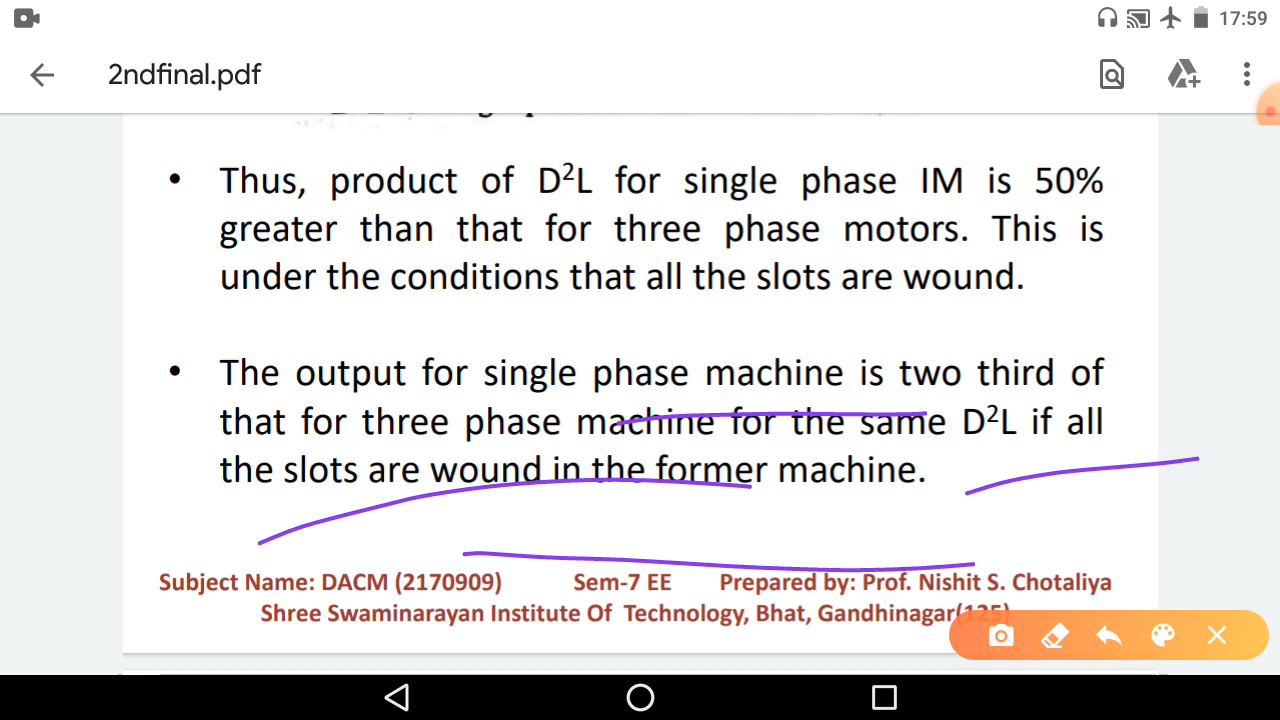 17:59
2ndfinal.pdf
• Thus, product of D²L for single phase IM is 50%
greater than that for three phase motors. This is
under the conditions that all the slots are wound.
• The output for single phase machine is two third of
that for three phase machine for the same D²L if all
the slots are wound in the former machine.
Subject Name: DACM (2170909) Sem-7 EE Prepared by: Prof. Nishit S. Chotaliya
Shree Swaminarayan Institute Of Technology, Bhat, Gandhinagar(125)